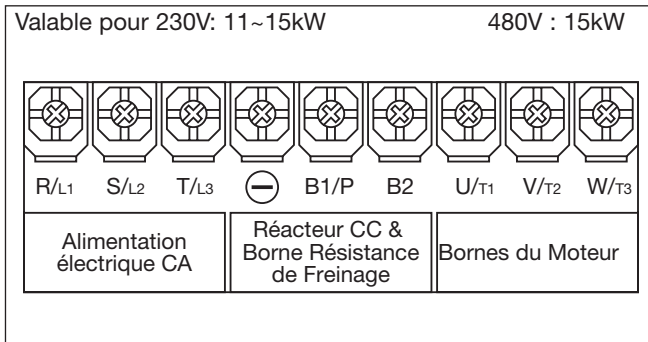 Valable pour 230V: 11~15kW 480V : 15kW
R/L1 S/L2 T/L3 ⊖ B1/P B2 U/T1 V/T2 W/T3
Alimentation
électrique CA
Réacteur CC &
Borne Résistance
de Freinage
Bornes du Moteur